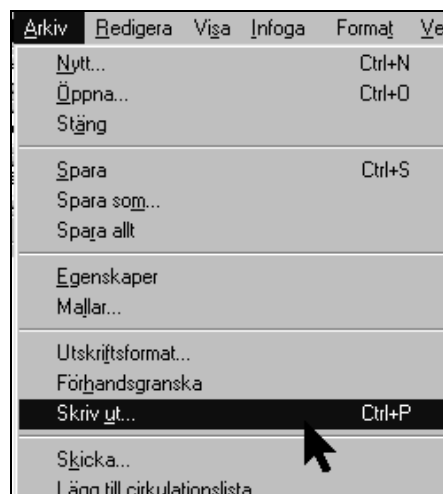 Arkiv Redigera Visa Infoga Format Ve
Nytt... Ctrl+N
Öppna... Ctrl+O
Stäng
Spara Ctrl+S
Spara som...
Spara allt
Egenskaper
Mallar...
Utskriftsformat...
Förhandsgranska
Skriv ut... Ctrl+P
Skicka...
Lägg till cirkulationslista